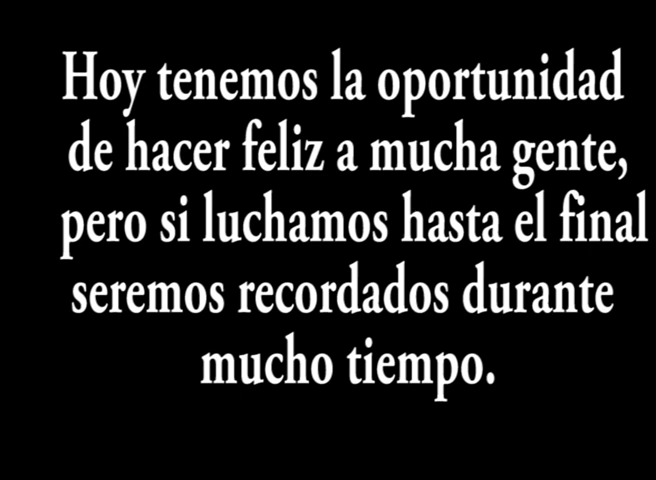 Hoy tenemos la oportunidad
de hacer feliz a mucha gente,
pero si luchamos hasta el final
seremos recordados durante
mucho tiempo.